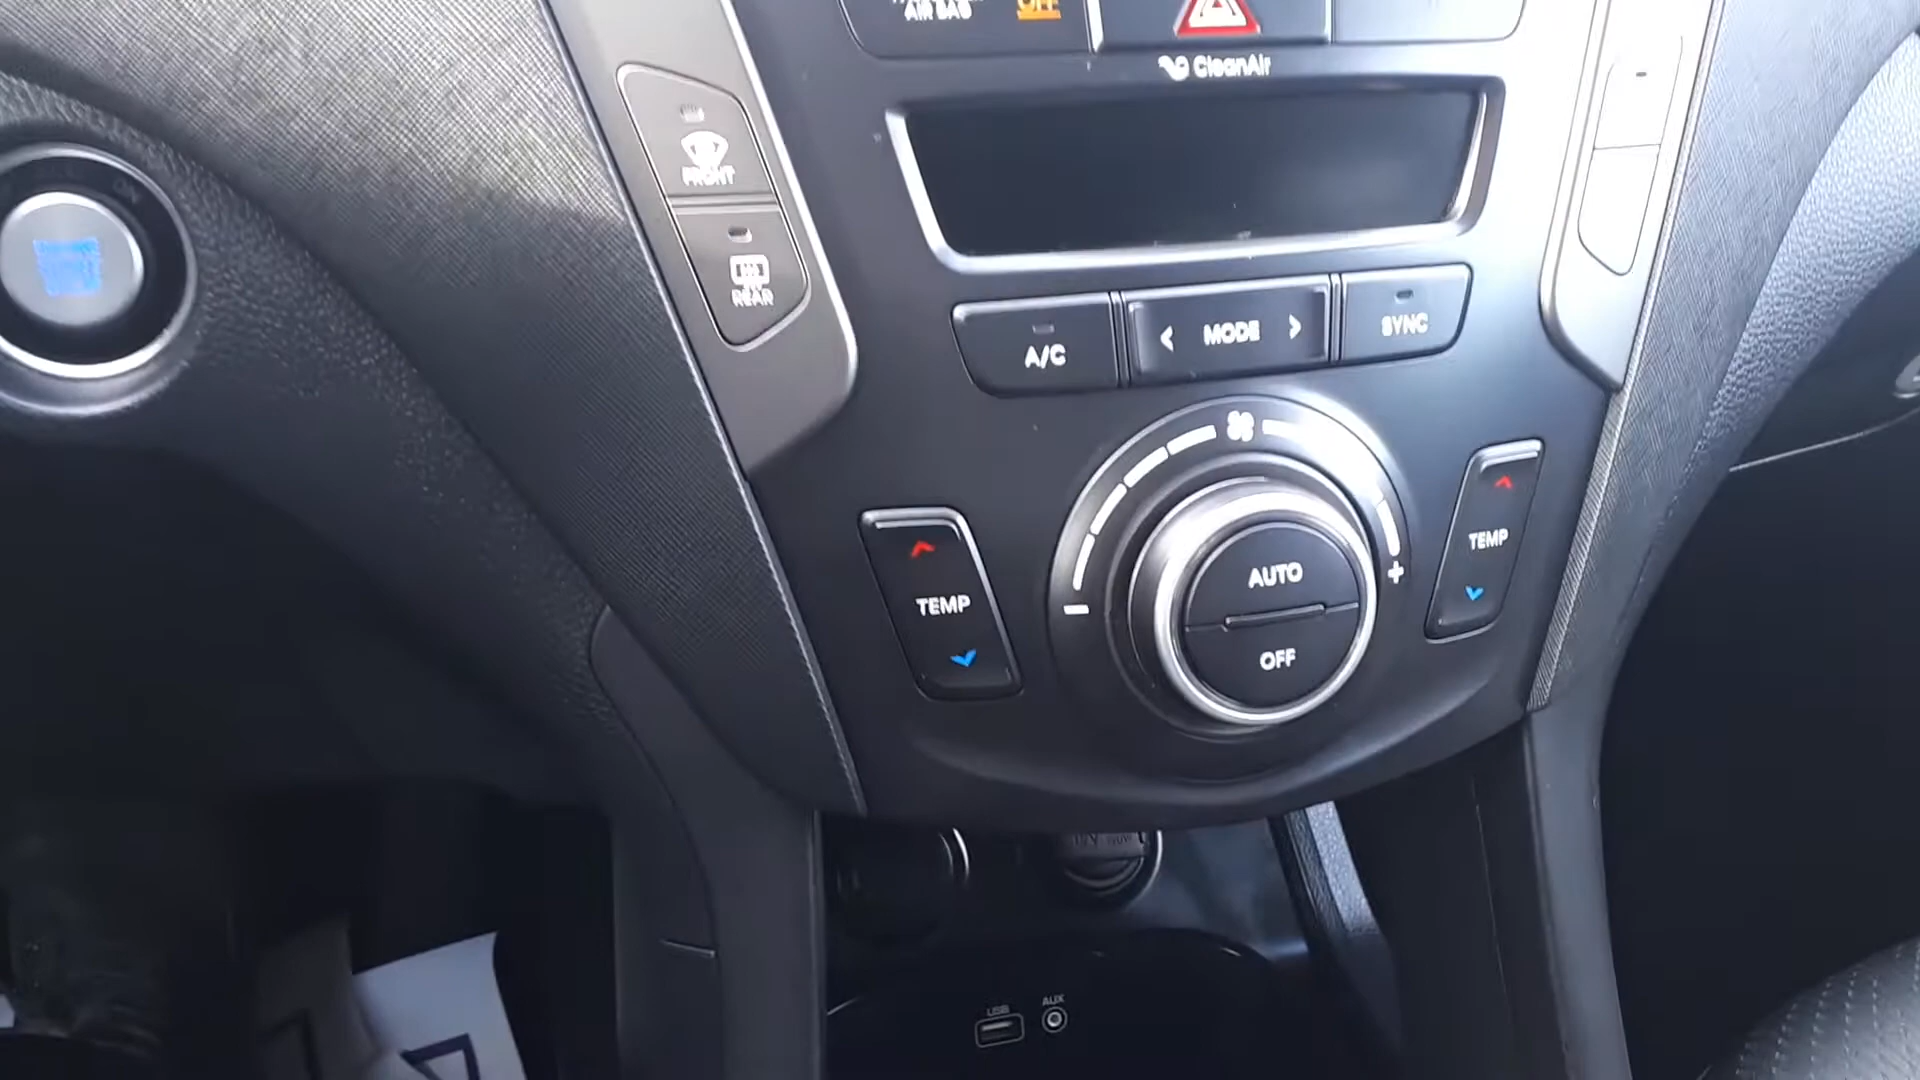 AIR BAG
OFF
CleanAir
FRONT
REAR
A/C
< MODE >
SYNC
TEMP
AUTO
OFF
TEMP
- +
USB
AUX